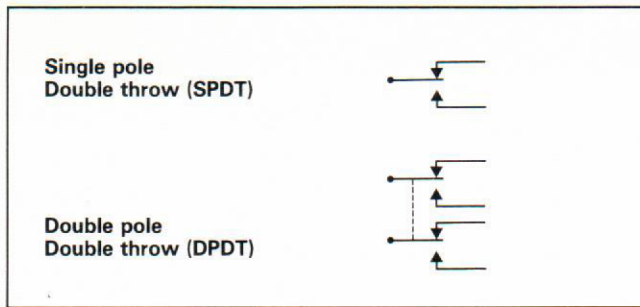 Single pole
Double throw (SPDT)
Double pole
Double throw (DPDT)